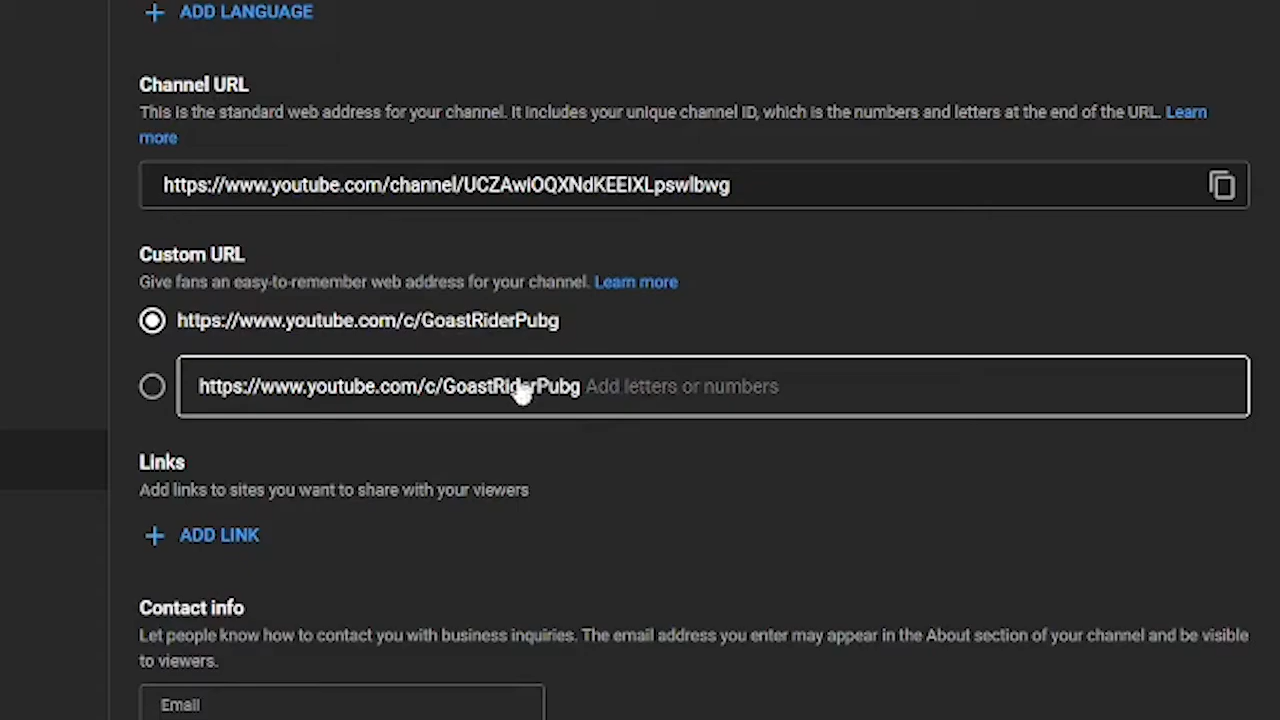 + ADD LANGUAGE
Channel URL
This is the standard web address for your channel. It includes your unique channel ID, which is the numbers and letters at the end of the URL. Learn
more
https://www.youtube.com/channel/UCZAwIOQXNdKEEIXLpswlbwg
Custom URL
Give fans an easy-to-remember web address for your channel. Learn more
https://www.youtube.com/c/GoastRiderPubg
https://www.youtube.com/c/GoastRiderPubg Add letters or numbers
Links
Add links to sites you want to share with your viewers
+ ADD LINK
Contact info
Let people know how to contact you with business inquiries. The email address you enter may appear in the About section of your channel and be visible
to viewers.
Email